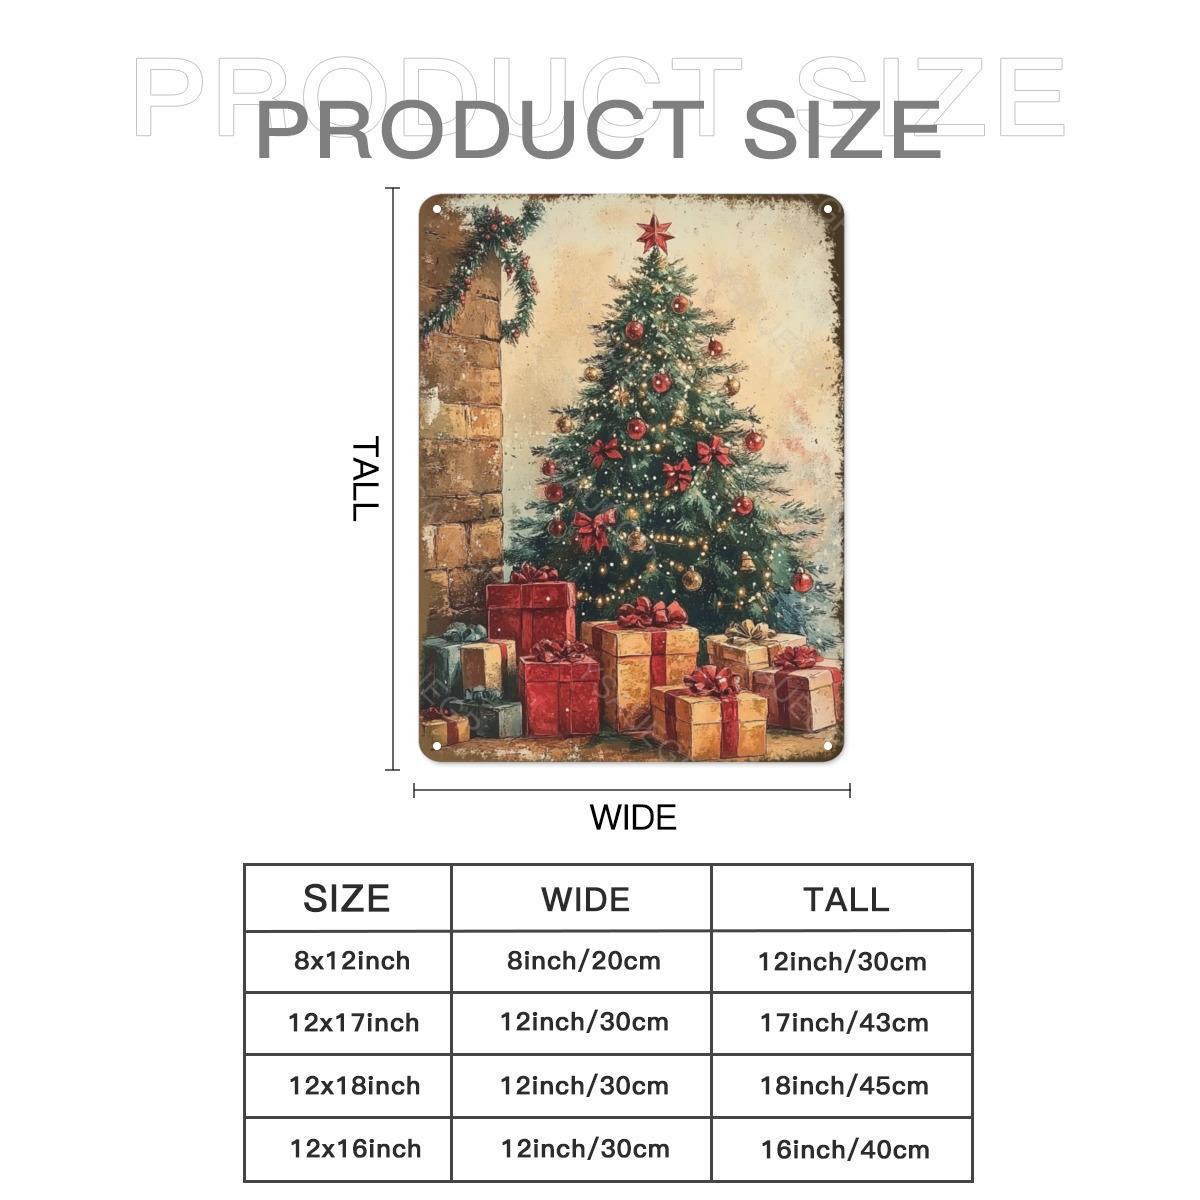 PRODUCT SIZE
PRODUCT SIZE
TALL
WIDE
SIZE WIDE TALL
8x12inch 8inch/20cm 12inch/30cm
12x17inch 12inch/30cm 17inch/43cm
12x18inch 12inch/30cm 18inch/45cm
12x16inch 12inch/30cm 16inch/40cm